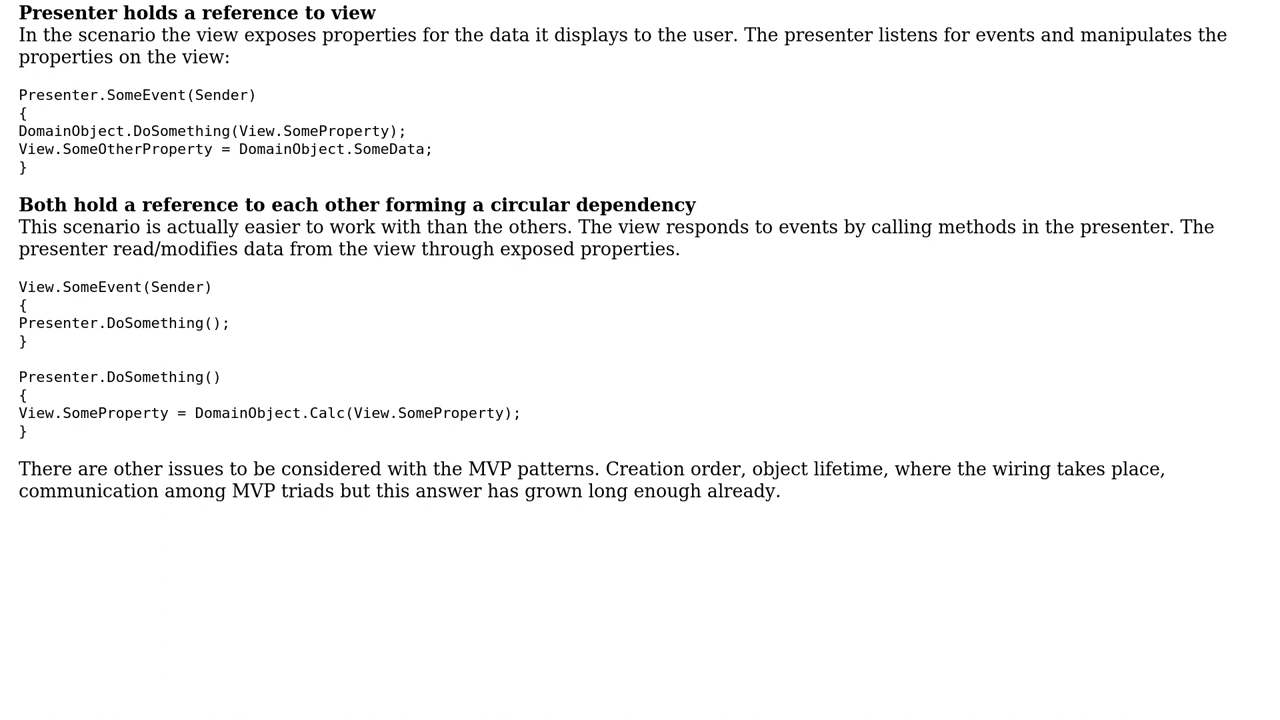 Presenter holds a reference to view
In the scenario the view exposes properties for the data it displays to the user. The presenter listens for events and manipulates the
properties on the view:
Presenter.SomeEvent(Sender)
{
DomainObject.DoSomething(View.SomeProperty);
View.SomeOtherProperty = DomainObject.SomeData;
}
Both hold a reference to each other forming a circular dependency
This scenario is actually easier to work with than the others. The view responds to events by calling methods in the presenter. The
presenter read/modifies data from the view through exposed properties.
View.SomeEvent(Sender)
{
Presenter.DoSomething();
}
Presenter.DoSomething()
{
View.SomeProperty = DomainObject.Calc(View.SomeProperty);
}
There are other issues to be considered with the MVP patterns. Creation order, object lifetime, where the wiring takes place,
communication among MVP triads but this answer has grown long enough already.